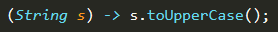 (String s) -> s.toUpperCase();